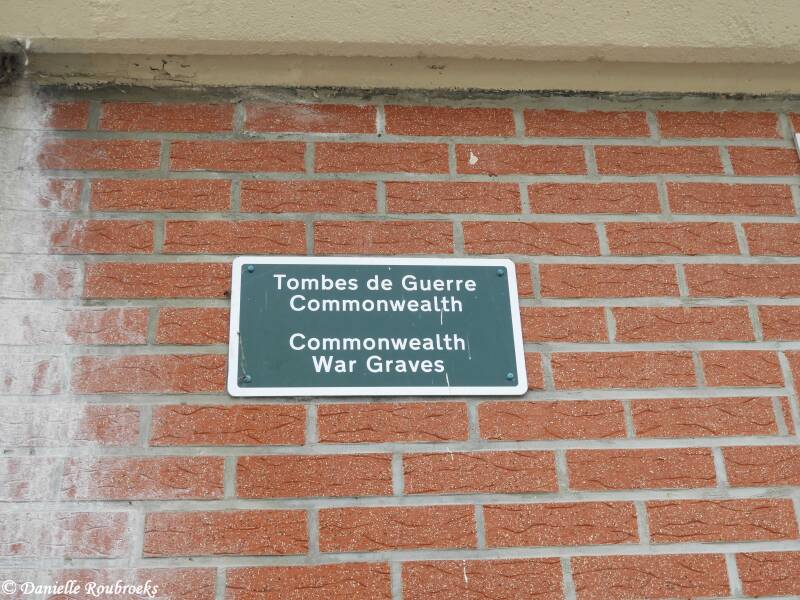 Tombes de Guerre
Commonwealth
Commonwealth
War Graves
© Danielle Roubroeks